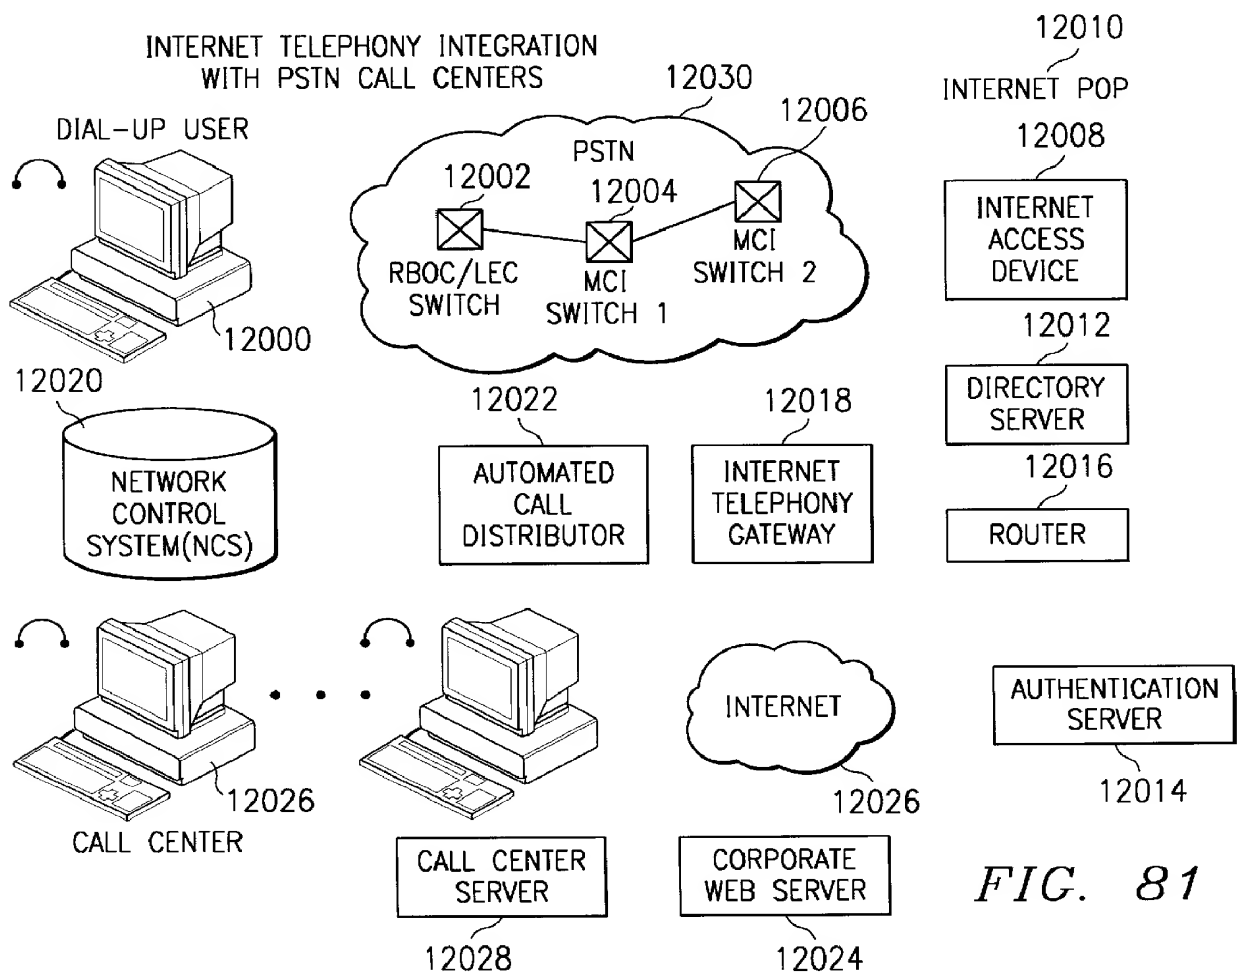 INTERNET TELEPHONY INTEGRATION
WITH PSTN CALL CENTERS
12010
INTERNET POP
DIAL-UP USER
12030
12006
12008
PSTN
12002
12004
INTERNET
ACCESS
DEVICE
RBOC/LEC
SWITCH
MCI
SWITCH 1
MCI
SWITCH 2
12000
12012
DIRECTORY
SERVER
12020
12022
12018
12016
NETWORK
CONTROL
SYSTEM(NCS)
AUTOMATED
CALL
DISTRIBUTOR
INTERNET
TELEPHONY
GATEWAY
ROUTER
INTERNET
AUTHENTICATION
SERVER
12026
12026
12014
CALL CENTER
CALL CENTER
SERVER
CORPORATE
WEB SERVER
FIG. 81
12028
12024